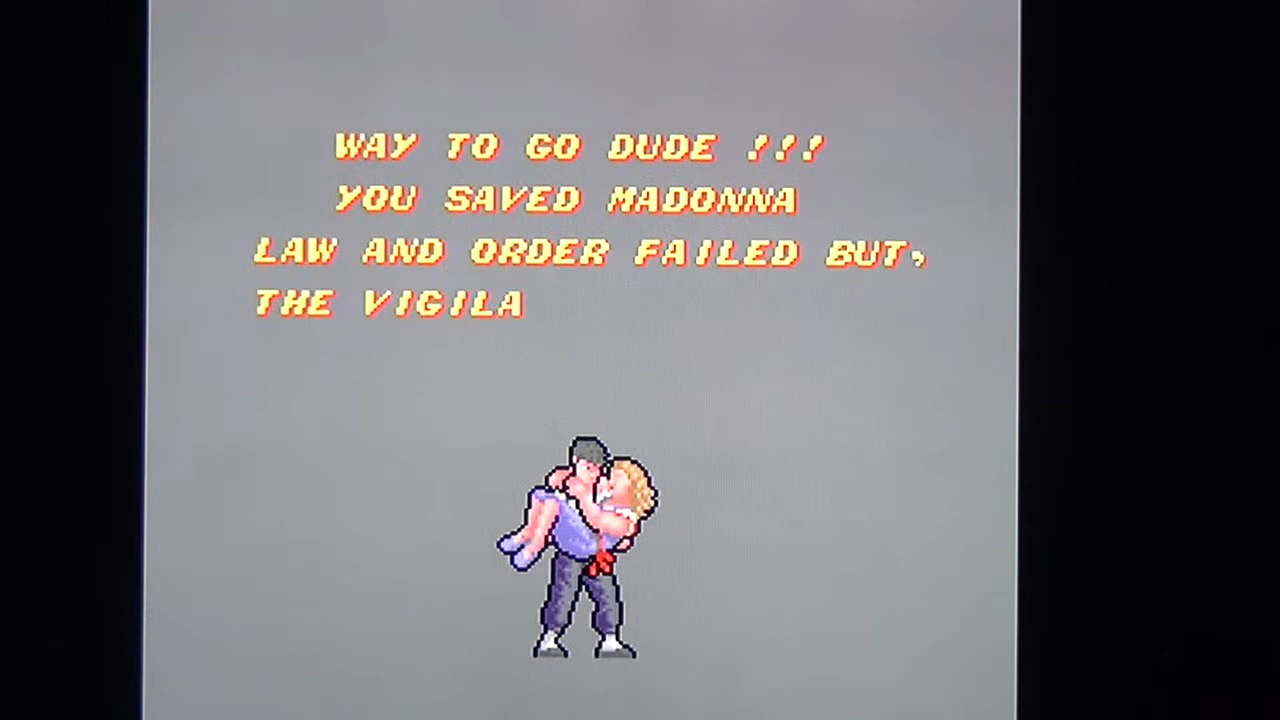 WAY TO GO DUDE !!!
YOU SAVED MADONNA
LAW AND ORDER FAILED BUT,
THE VIGILA